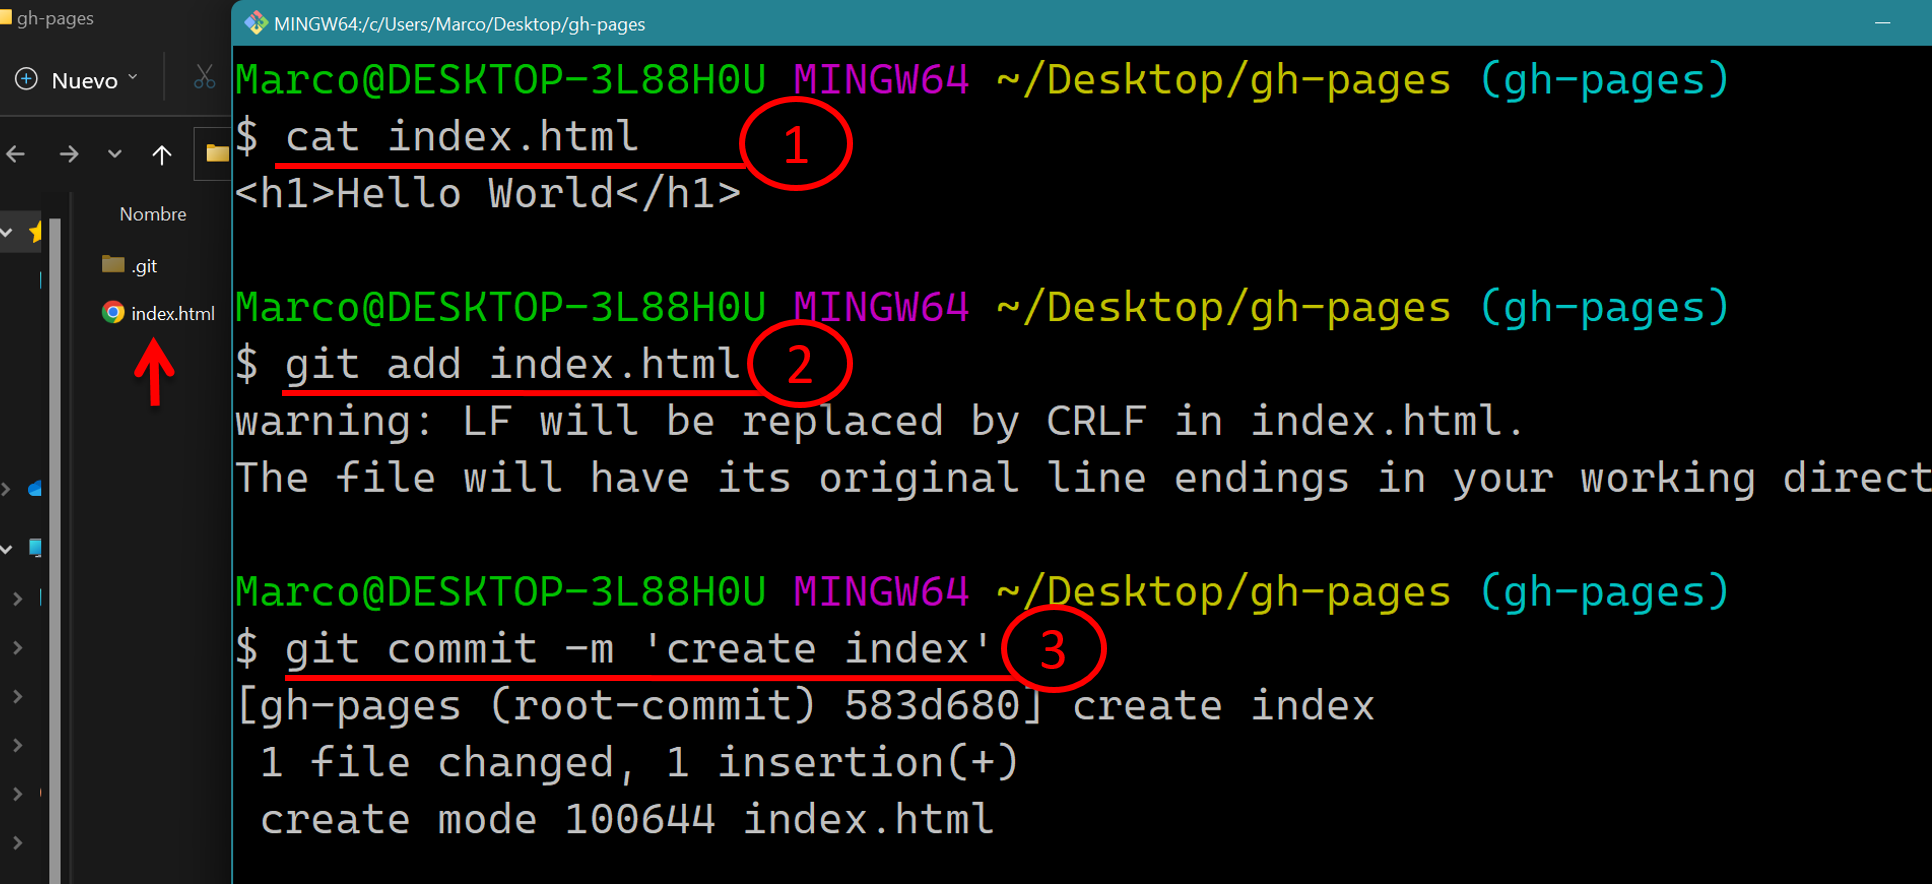 gh-pages
Nuevo
Nombre
.git
index.html
MINGW64:/c/Users/Marco/Desktop/gh-pages
Marco@DESKTOP-3L88H0U MINGW64 ~/Desktop/gh-pages (gh-pages)
$ cat index.html
1
<h1>Hello World</h1>
Marco@DESKTOP-3L88H0U MINGW64 ~/Desktop/gh-pages (gh-pages)
$ git add index.html
2
warning: LF will be replaced by CRLF in index.html.
The file will have its original line endings in your working direct
Marco@DESKTOP-3L88H0U MINGW64 ~/Desktop/gh-pages (gh-pages)
$ git commit -m 'create index'
3
[gh-pages (root-commit) 583d680] create index
1 file changed, 1 insertion(+)
create mode 100644 index.html